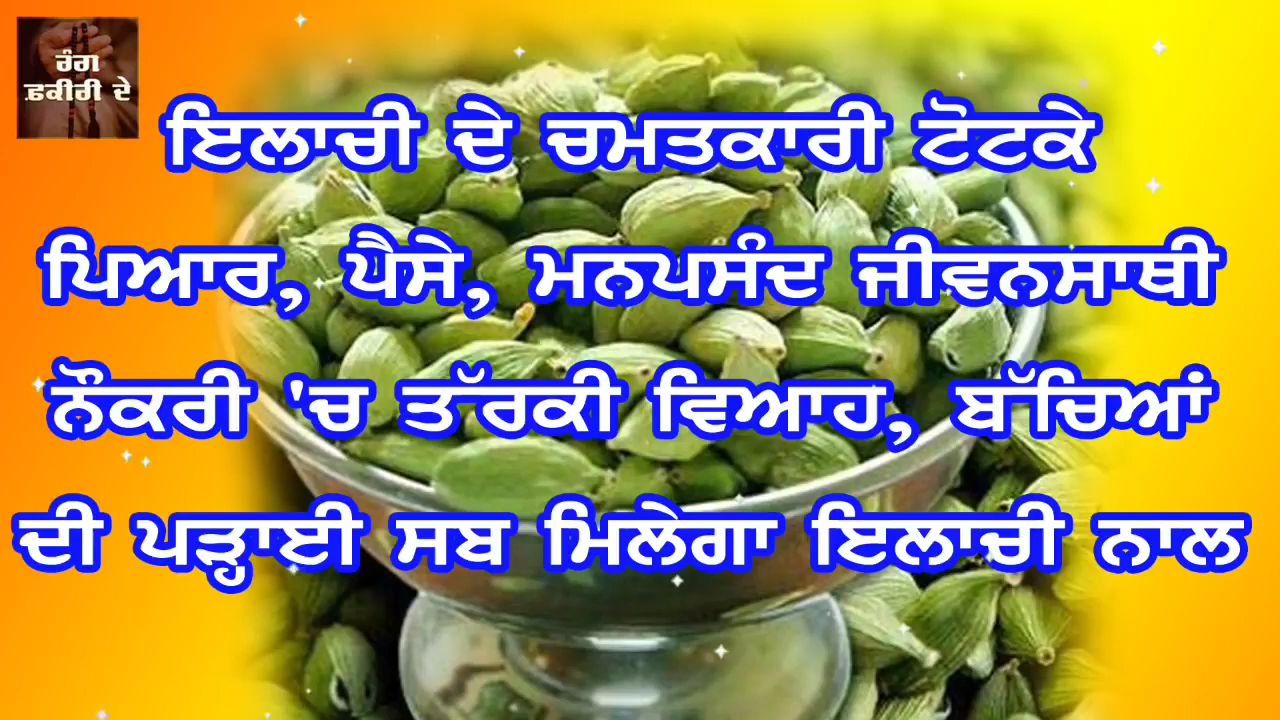 ਰੰਗ
ਫ਼ਕੀਰੀ ਦੇ
ਇਲਾਚੀ ਦੇ ਚਮਤਕਾਰੀ ਟੋਟਕੇ
ਪਿਆਰ, ਪੈਸੇ, ਮਨਪਸੰਦ ਜੀਵਨਸਾਥੀ
ਨੌਕਰੀ 'ਚ ਤੱਰਕੀ ਵਿਆਹ, ਬੱਚਿਆਂ
ਦੀ ਪੜ੍ਹਾਈ ਸਬ ਮਿਲੇਗਾ ਇਲਾਚੀ ਨਾਲ